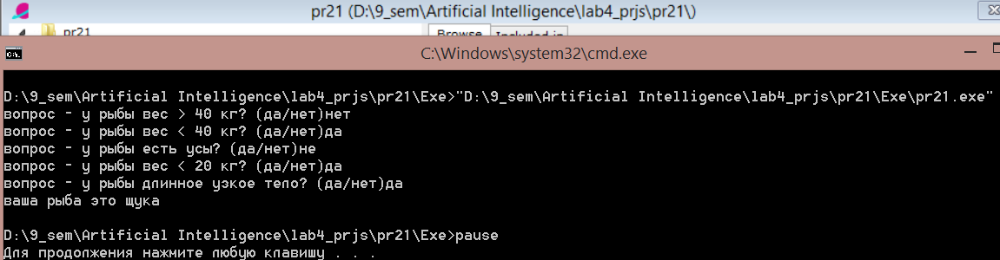 pr21 (D:\9_sem\Artificial Intelligence\lab4_prjs\pr21\)
pr21
Browse Included in
C:\Windows\system32\cmd.exe
D:\9_sem\Artificial Intelligence\lab4_prjs\pr21\Exe>"D:\9_sem\Artificial Intelligence\lab4_prjs\pr21\Exe\pr21.exe"
вопрос - у рыбы вес > 40 кг? (да/нет)нет
вопрос - у рыбы вес < 40 кг? (да/нет)да
вопрос - у рыбы есть усы? (да/нет)не
вопрос - у рыбы вес < 20 кг? (да/нет)да
вопрос - у рыбы длинное узкое тело? (да/нет)да
ваша рыба это щука
D:\9_sem\Artificial Intelligence\lab4_prjs\pr21\Exe>pause
Для продолжения нажмите любую клавишу . . .